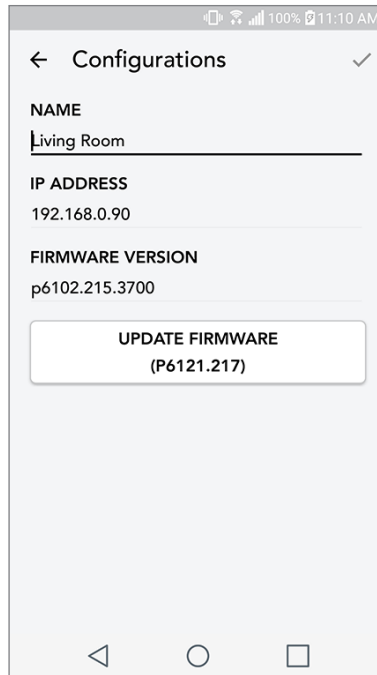 100% 11:10 AM
Configurations
NAME
Living Room
IP ADDRESS
192.168.0.90
FIRMWARE VERSION
p6102.215.3700
UPDATE FIRMWARE
(P6121.217)